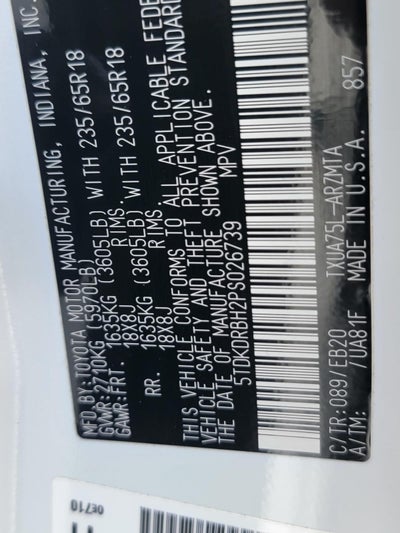 MFD. BY: TOYOTA MOTOR MANUFACTURING, INDIANA, INC.
GVWR: 2710KG (5970LB)
GAWR: FRT. 1635KG (3605LB) WITH 235/65R18
18X8J RIMS.
RR. 1635KG (3605LB) WITH 235/65R18
18X8J RIMS.
THIS VEHICLE CONFORMS TO ALL APPLICABLE FEDE
VEHICLE SAFETY AND THEFT PREVENTION STANDARD
THE DATE OF MANUFACTURE SHOWN ABOVE.
5TDKDRBH2PS026739 MPV
C/TR: 089/EB20 TXUA75L-ARZMTA
A/TM: /UA81F MADE IN U.S.A. 857
0E710